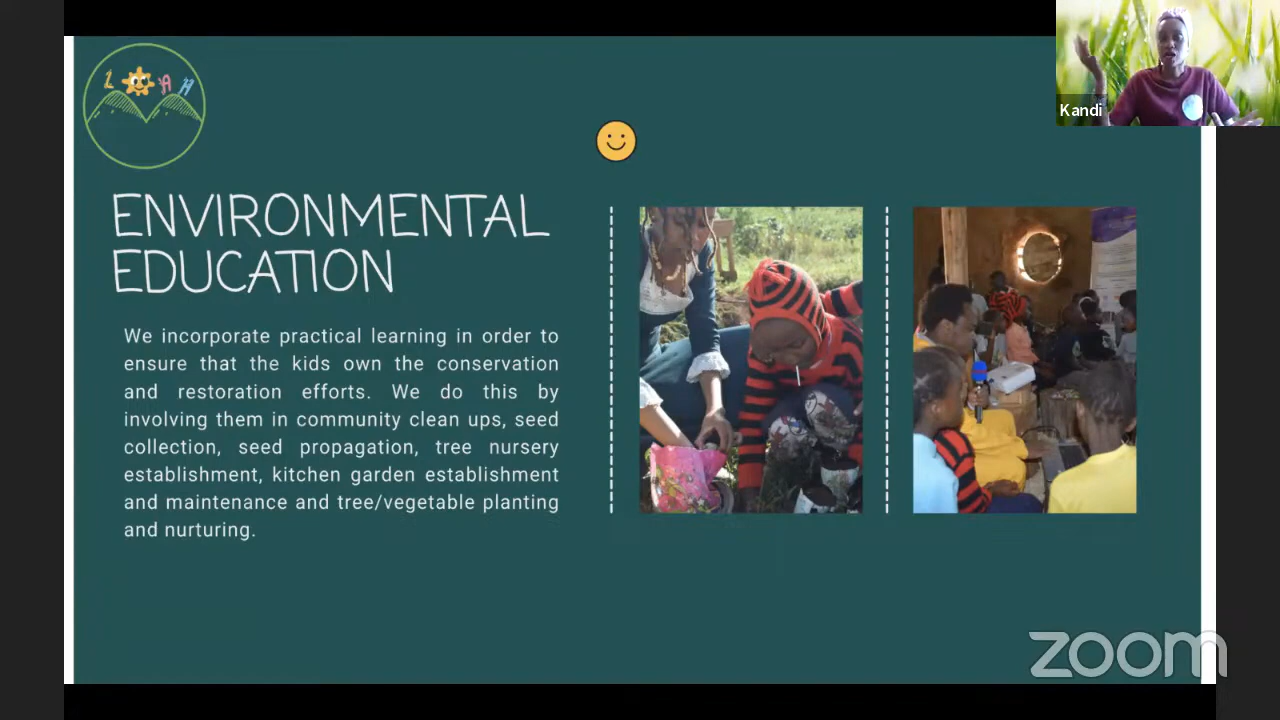 L A H
Kandi
ENVIRONMENTAL
EDUCATION
We incorporate practical learning in order to
ensure that the kids own the conservation
and restoration efforts. We do this by
involving them in community clean ups, seed
collection, seed propagation, tree nursery
establishment, kitchen garden establishment
and maintenance and tree/vegetable planting
and nurturing.
zoom